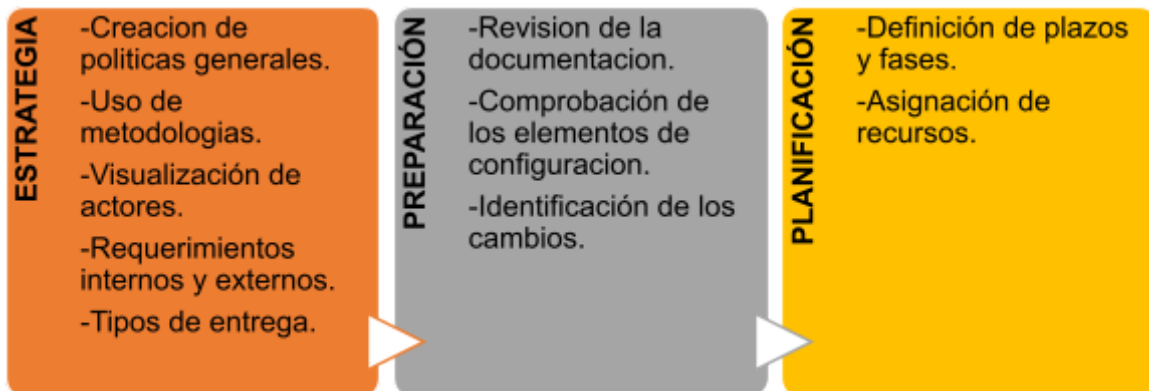 ESTRATEGIA
-Creacion de
politicas generales.
-Uso de
metodologias.
-Visualización de
actores.
-Requerimientos
internos y externos.
-Tipos de entrega.
PREPARACIÓN
-Revision de la
documentacion.
-Comprobación de
los elementos de
configuracion.
-Identificación de los
cambios.
PLANIFICACIÓN
-Definición de plazos
y fases.
-Asignación de
recursos.